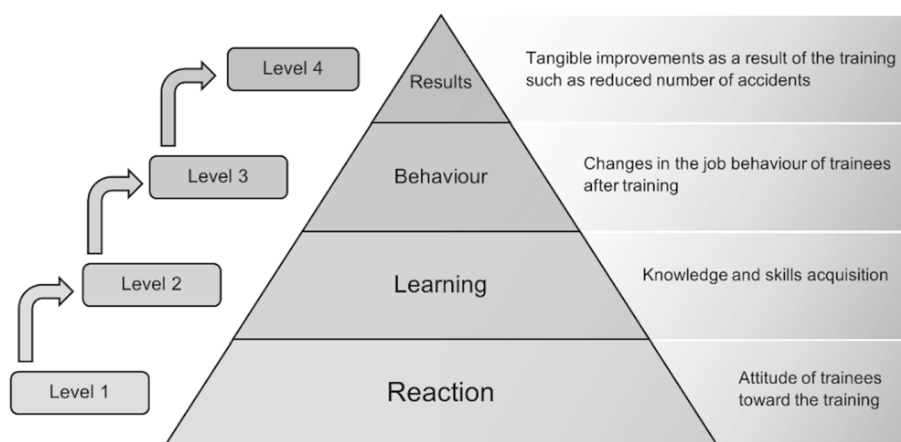 Level 4
Results
Tangible improvements as a result of the training
such as reduced number of accidents
Level 3
Behaviour
Changes in the job behaviour of trainees
after training
Level 2
Learning
Knowledge and skills acquisition
Level 1
Reaction
Attitude of trainees
toward the training